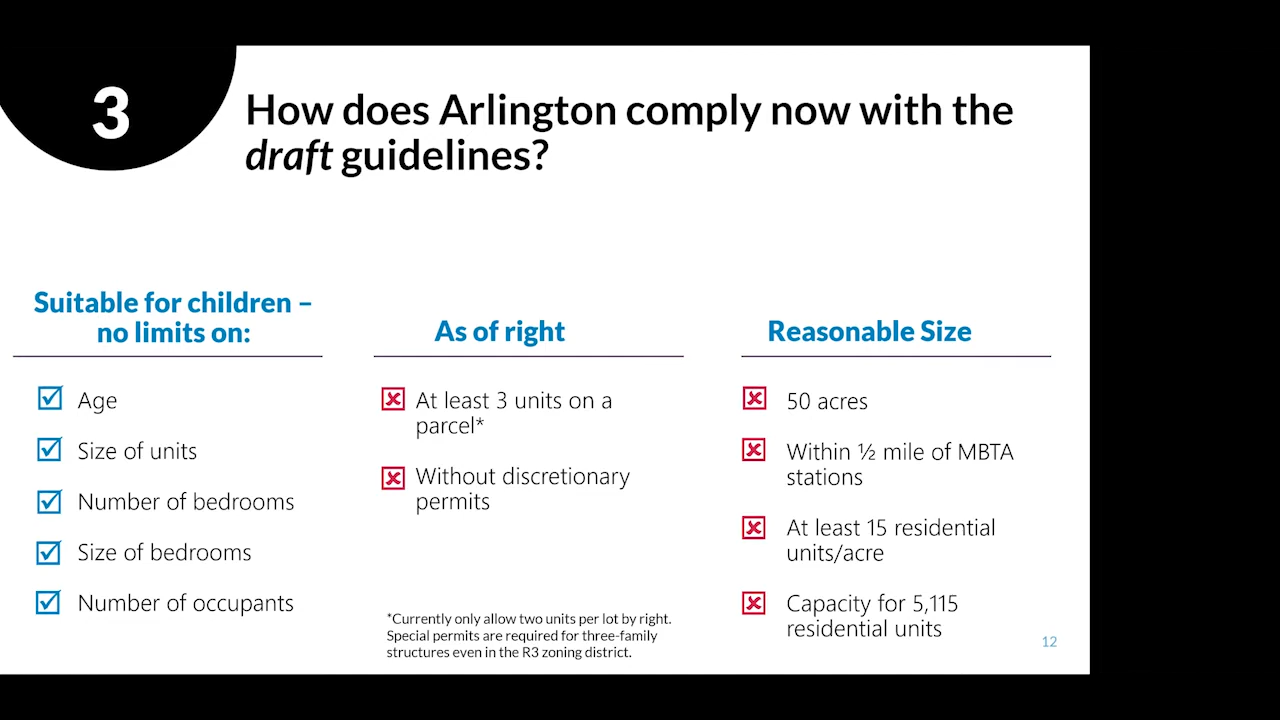 3
How does Arlington comply now with the
draft guidelines?
Suitable for children –
no limits on:
Age
Size of units
Number of bedrooms
Size of bedrooms
Number of occupants
As of right
At least 3 units on a
parcel*
Without discretionary
permits
*Currently only allow two units per lot by right.
Special permits are required for three-family
structures even in the R3 zoning district.
Reasonable Size
50 acres
Within ½ mile of MBTA
stations
At least 15 residential
units/acre
Capacity for 5,115
residential units
12